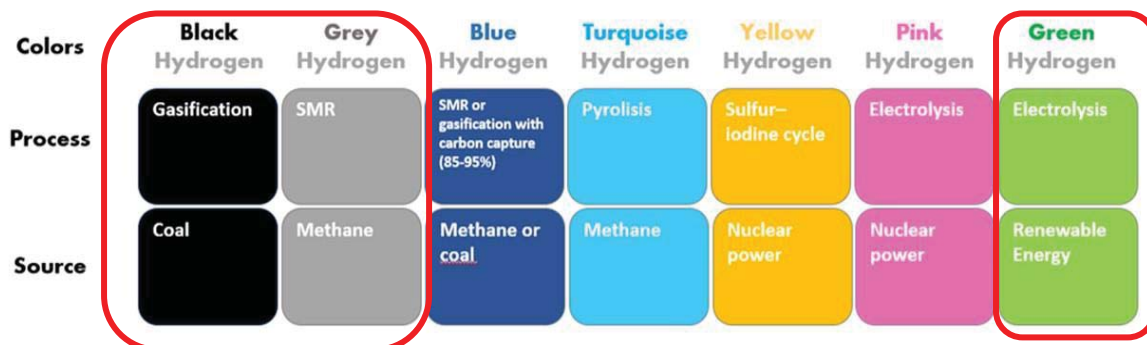 Colors
Black
Hydrogen
Grey
Hydrogen
Blue
Hydrogen
Turquoise
Hydrogen
Yellow
Hydrogen
Pink
Hydrogen
Green
Hydrogen
Process
Gasification
SMR
SMR or
gasification with
carbon capture
(85-95%)
Pyrolisis
Sulfur–
iodine cycle
Electrolysis
Electrolysis
Source
Coal
Methane
Methane or
coal
Methane
Nuclear
power
Nuclear
power
Renewable
Energy